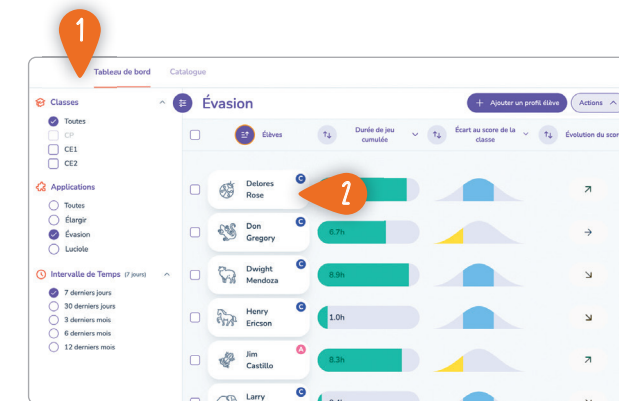 1
Tableau de bord
Catalogue
Classes
Toutes
CP
CE1
CE2
Applications
Toutes
Élargir
Évasion
Luciole
Intervalle de Temps (7 jours)
7 derniers jours
30 derniers jours
3 derniers mois
6 derniers mois
12 derniers mois
Évasion
+ Ajouter un profil élève
Actions
Élèves
Durée de jeu
cumulée
Écart au score de la
classe
Évolution du scor
Delores
Rose
C
2
Don
Gregory
C
6.7h
Dwight
Mendoza
C
8.9h
Henry
Ericson
C
1.0h
Jim
Castillo
A
8.3h
Larry
C